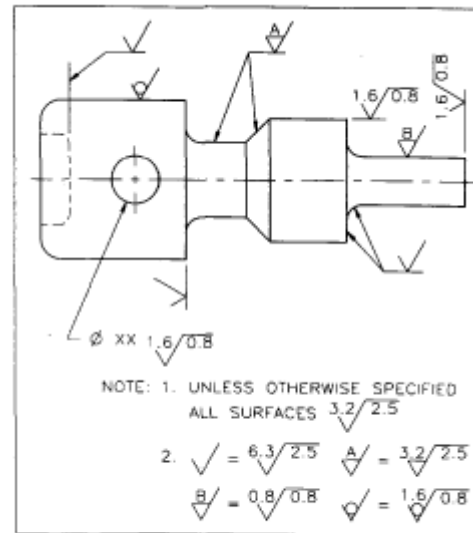 A
1.6 0.8
1.6 0.8
B
Ø XX 1.6 0.8
NOTE: 1. UNLESS OTHERWISE SPECIFIED
ALL SURFACES 3.2 2.5
2. √ = 6.3 2.5 A = 3.2 2.5
B = 0.8 0.8 = 1.6 0.8